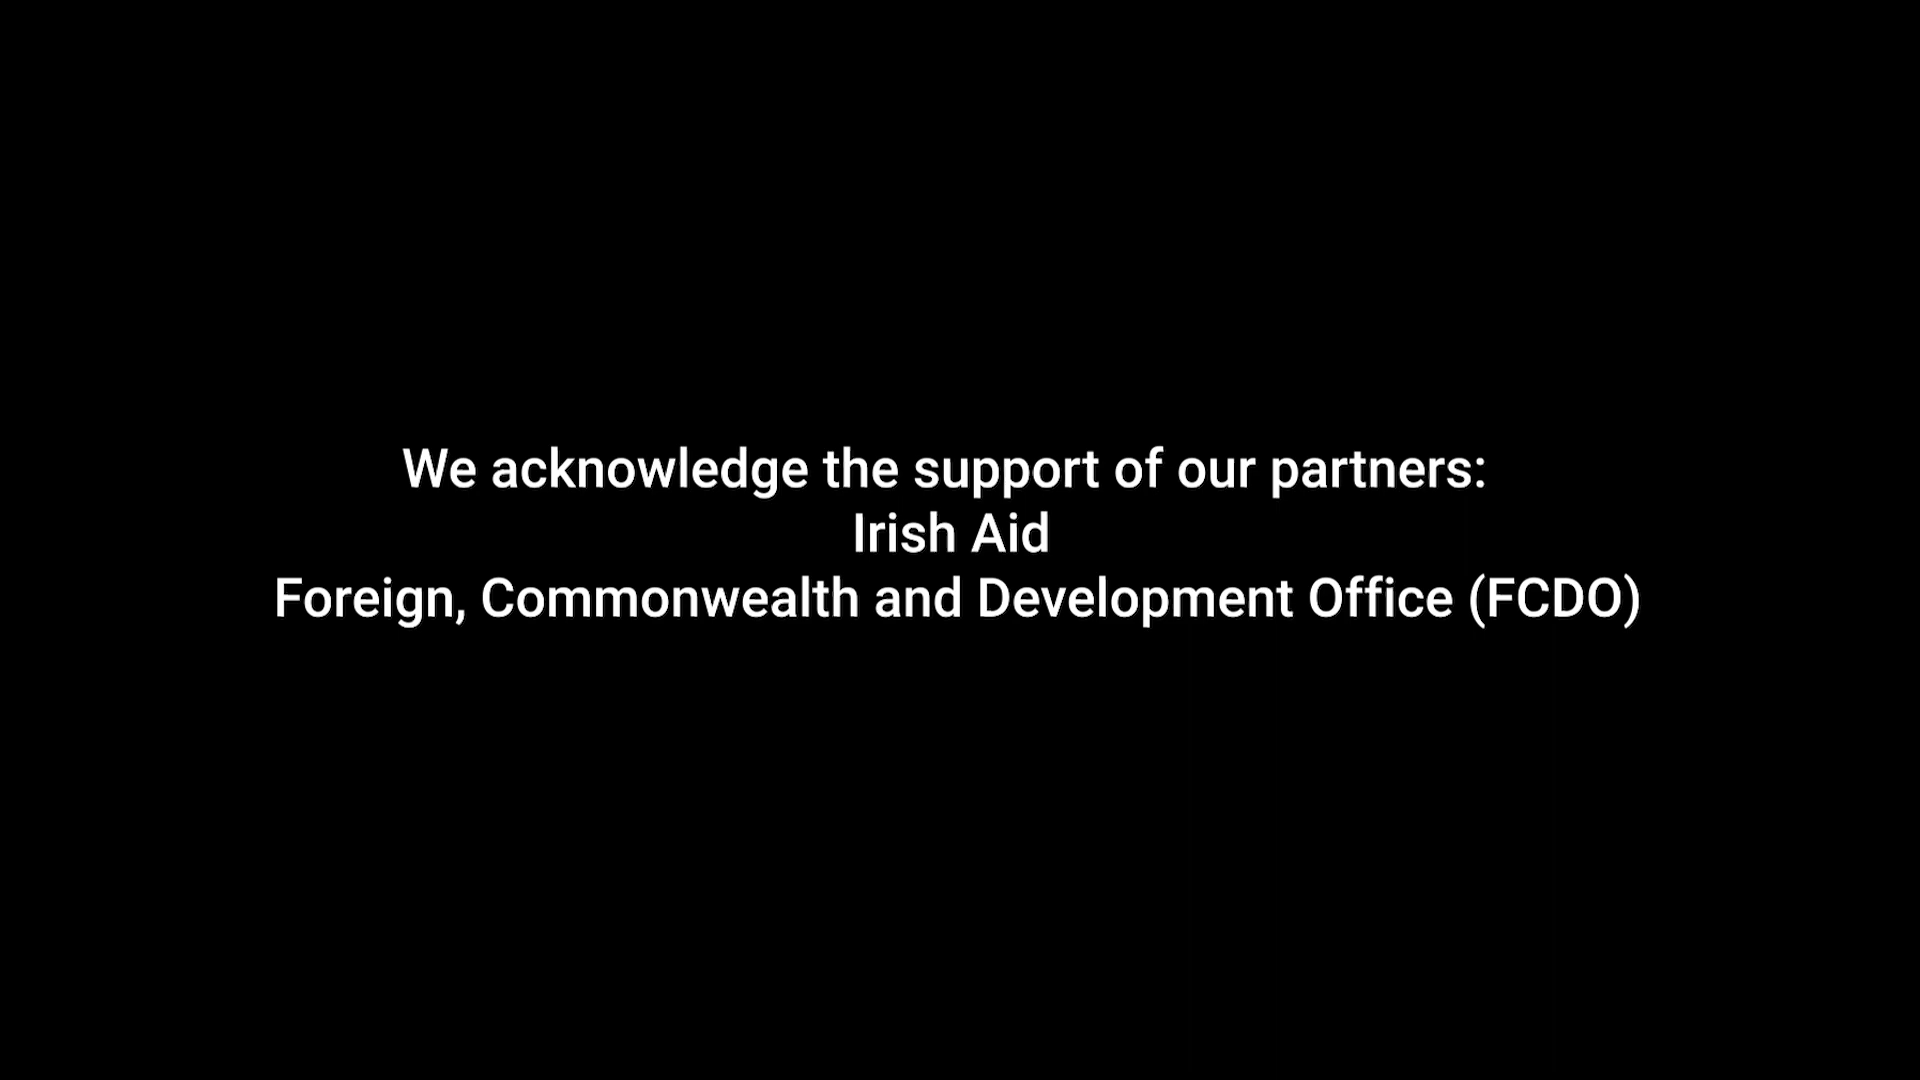 We acknowledge the support of our partners:
Irish Aid
Foreign, Commonwealth and Development Office (FCDO)